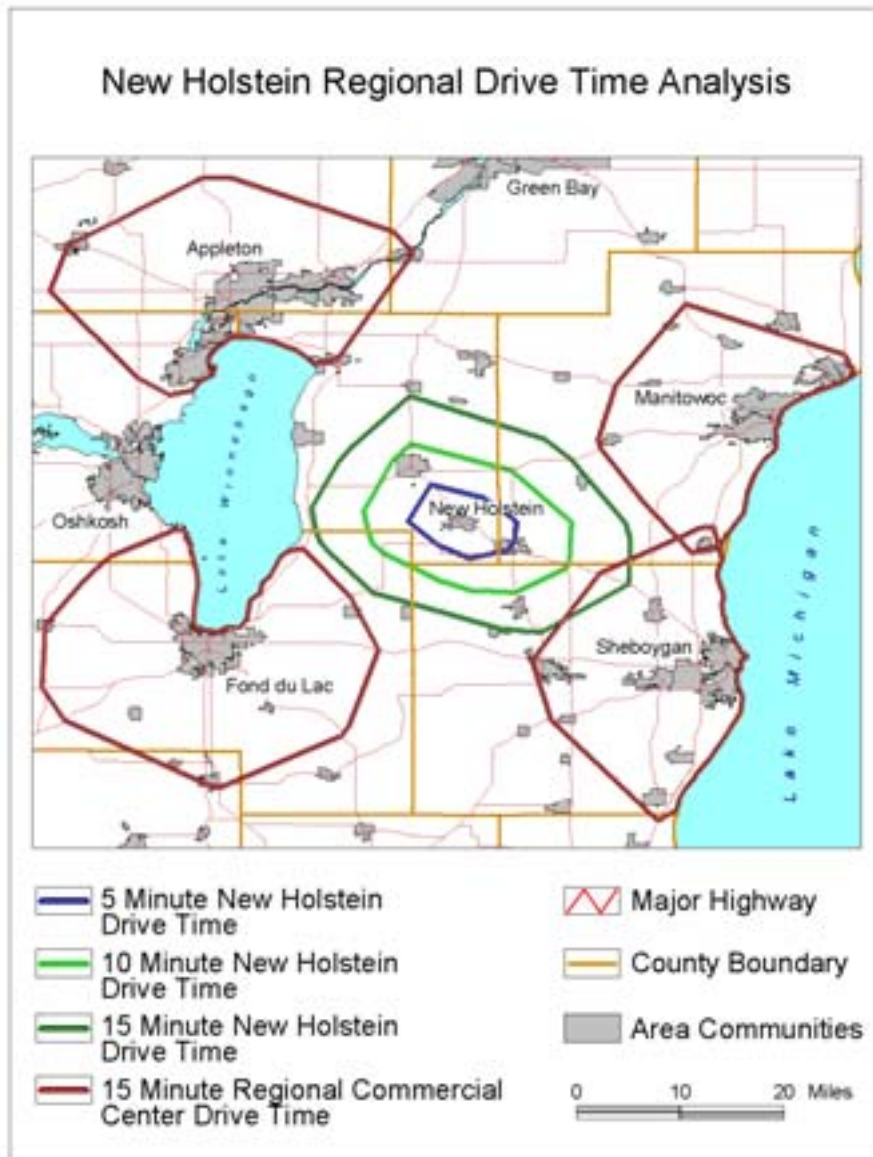 New Holstein Regional Drive Time Analysis
Green Bay
Appleton
Manitowoc
Lake Winnebago
New Holstein
Oshkosh
Lake Michigan
Sheboygan
Fond du Lac
5 Minute New Holstein
Drive Time
10 Minute New Holstein
Drive Time
15 Minute New Holstein
Drive Time
15 Minute Regional Commercial
Center Drive Time
Major Highway
County Boundary
Area Communities
0 10 20 Miles